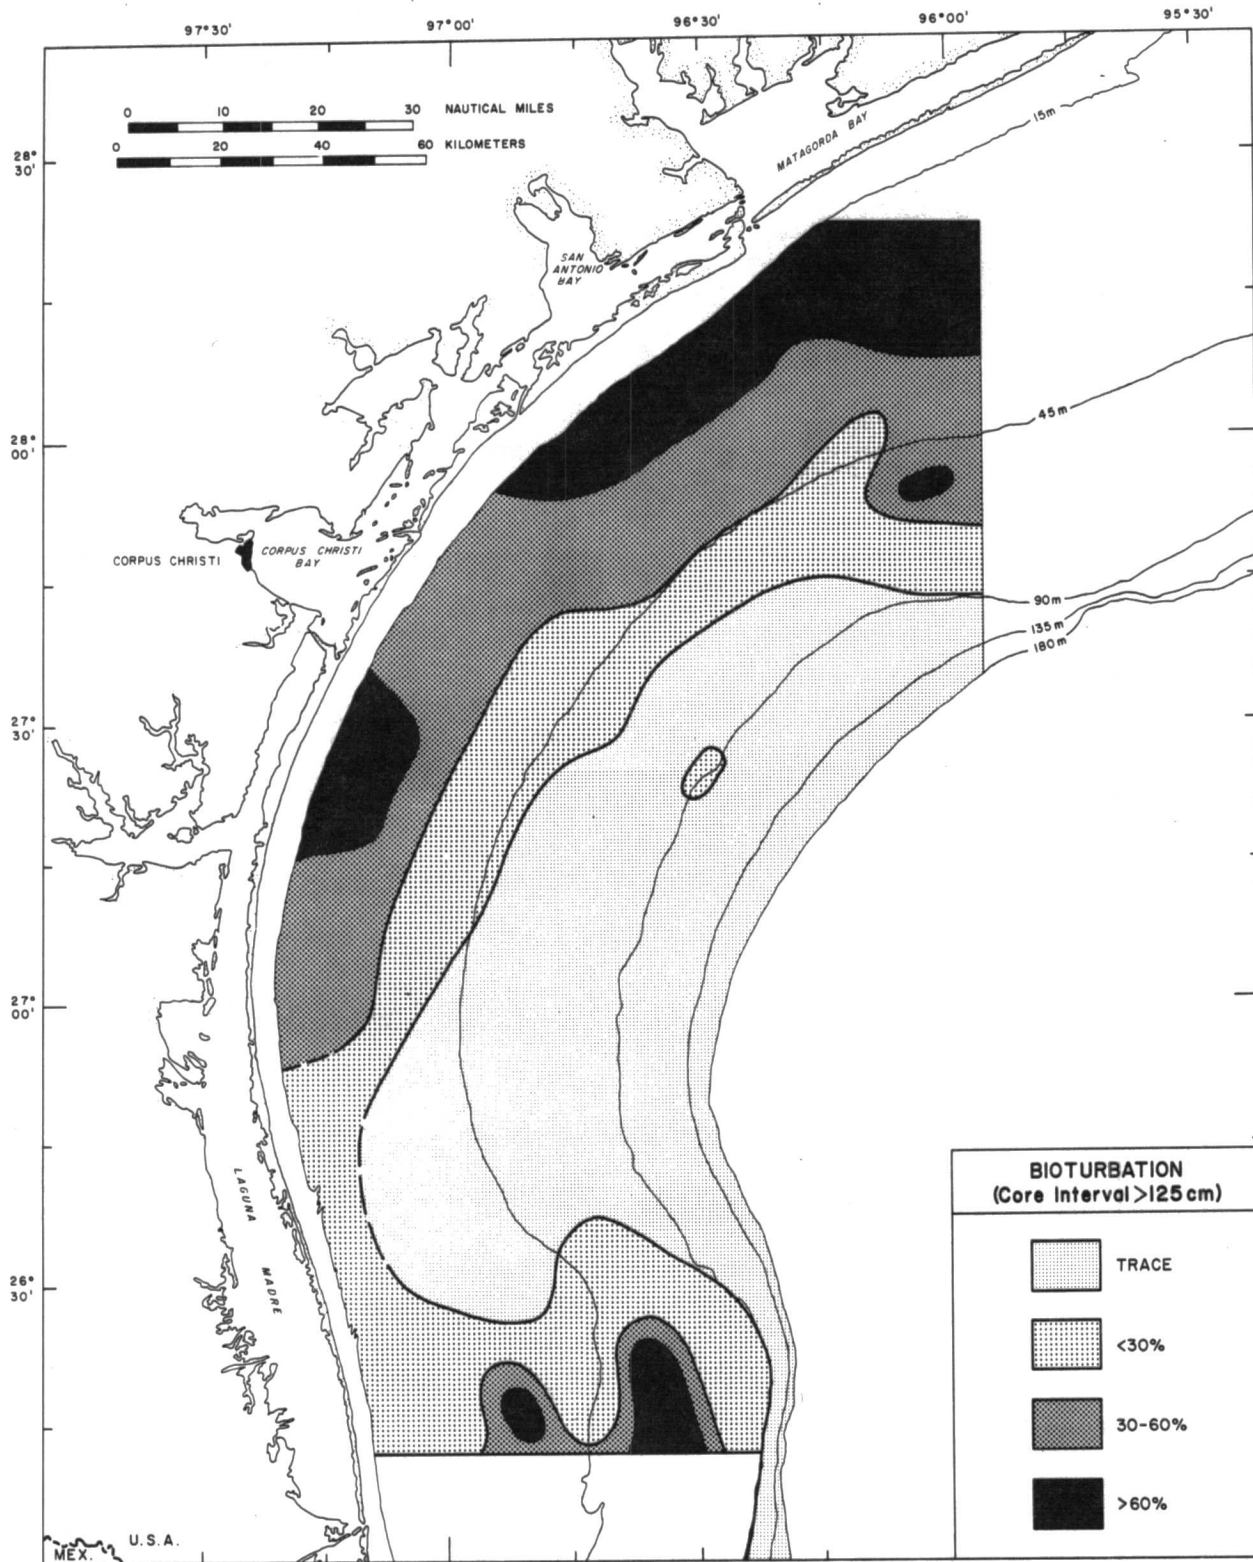 97°30'
97°00'
96°30'
96°00'
95°30'
0 10 20 30 NAUTICAL MILES
0 20 40 60 KILOMETERS
28°
30'
MATAGORDA BAY
15m
SAN
ANTONIO
BAY
45m
28°
00'
CORPUS CHRISTI
CORPUS CHRISTI
BAY
90m
135m
180m
27°
30'
27°
00'
LAGUNA
MADRE
26°
30'
BIOTURBATION
(Core Interval >125cm)
TRACE
<30%
30-60%
>60%
U.S.A.
MEX.